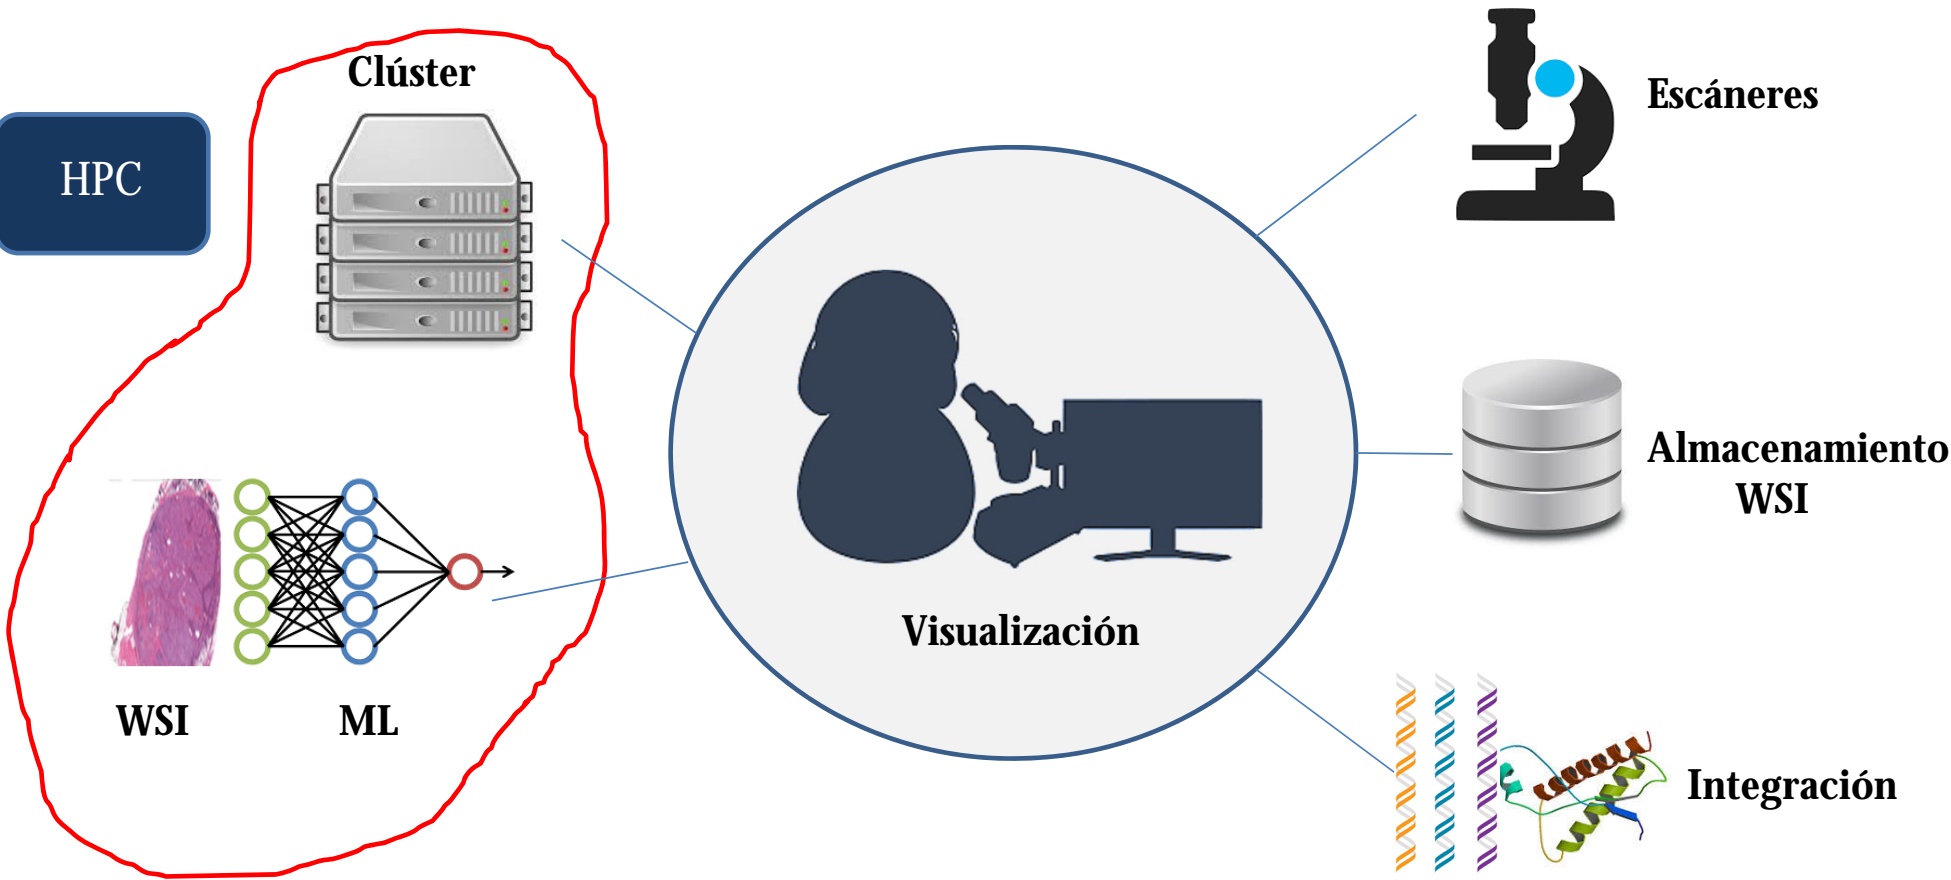 Clúster
HPC
WSI
ML
Visualización
Escáneres
Almacenamiento
WSI
Integración